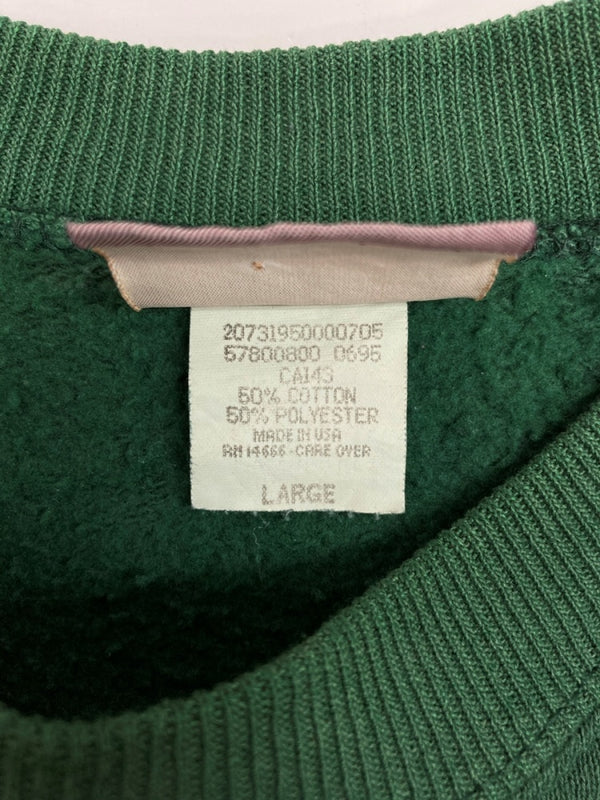 20731950000705
57800800 0695
CA143
50% COTTON
50% POLYESTER
MADE IN USA
RN 14666-CARE OVER
LARGE